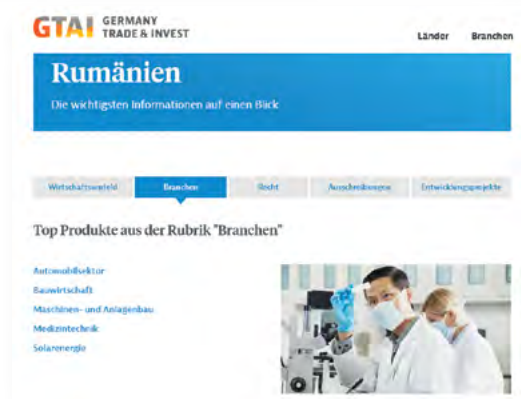 GTAI GERMANY
TRADE & INVEST
Länder Branchen
Rumänien
Die wichtigsten Informationen auf einen Blick
Wirtschaftsumfeld Branchen Recht Ausschreibungen Entwicklungsprojekte
Top Produkte aus der Rubrik "Branchen"
Automobilsektor
Bauwirtschaft
Maschinen- und Anlagenbau
Medizintechnik
Solarenergie